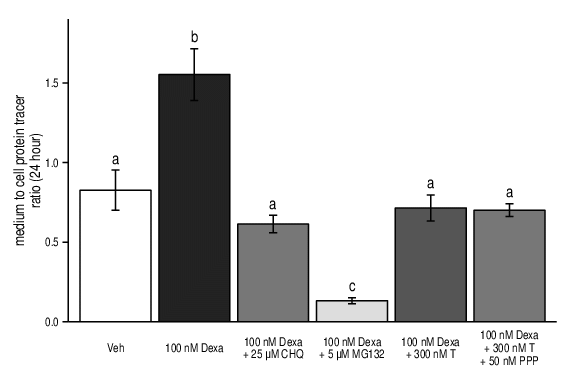 medium to cell protein tracer
ratio (24 hour)
1.5
1.0
0.5
0.0
a
b
a
c
a
a
Veh
100 nM Dexa
100 nM Dexa
+ 25 µM CHQ
100 nM Dexa
+ 5 µM MG132
100 nM Dexa
+ 300 nM T
100 nM Dexa
+ 300 nM T
+ 50 nM PPP